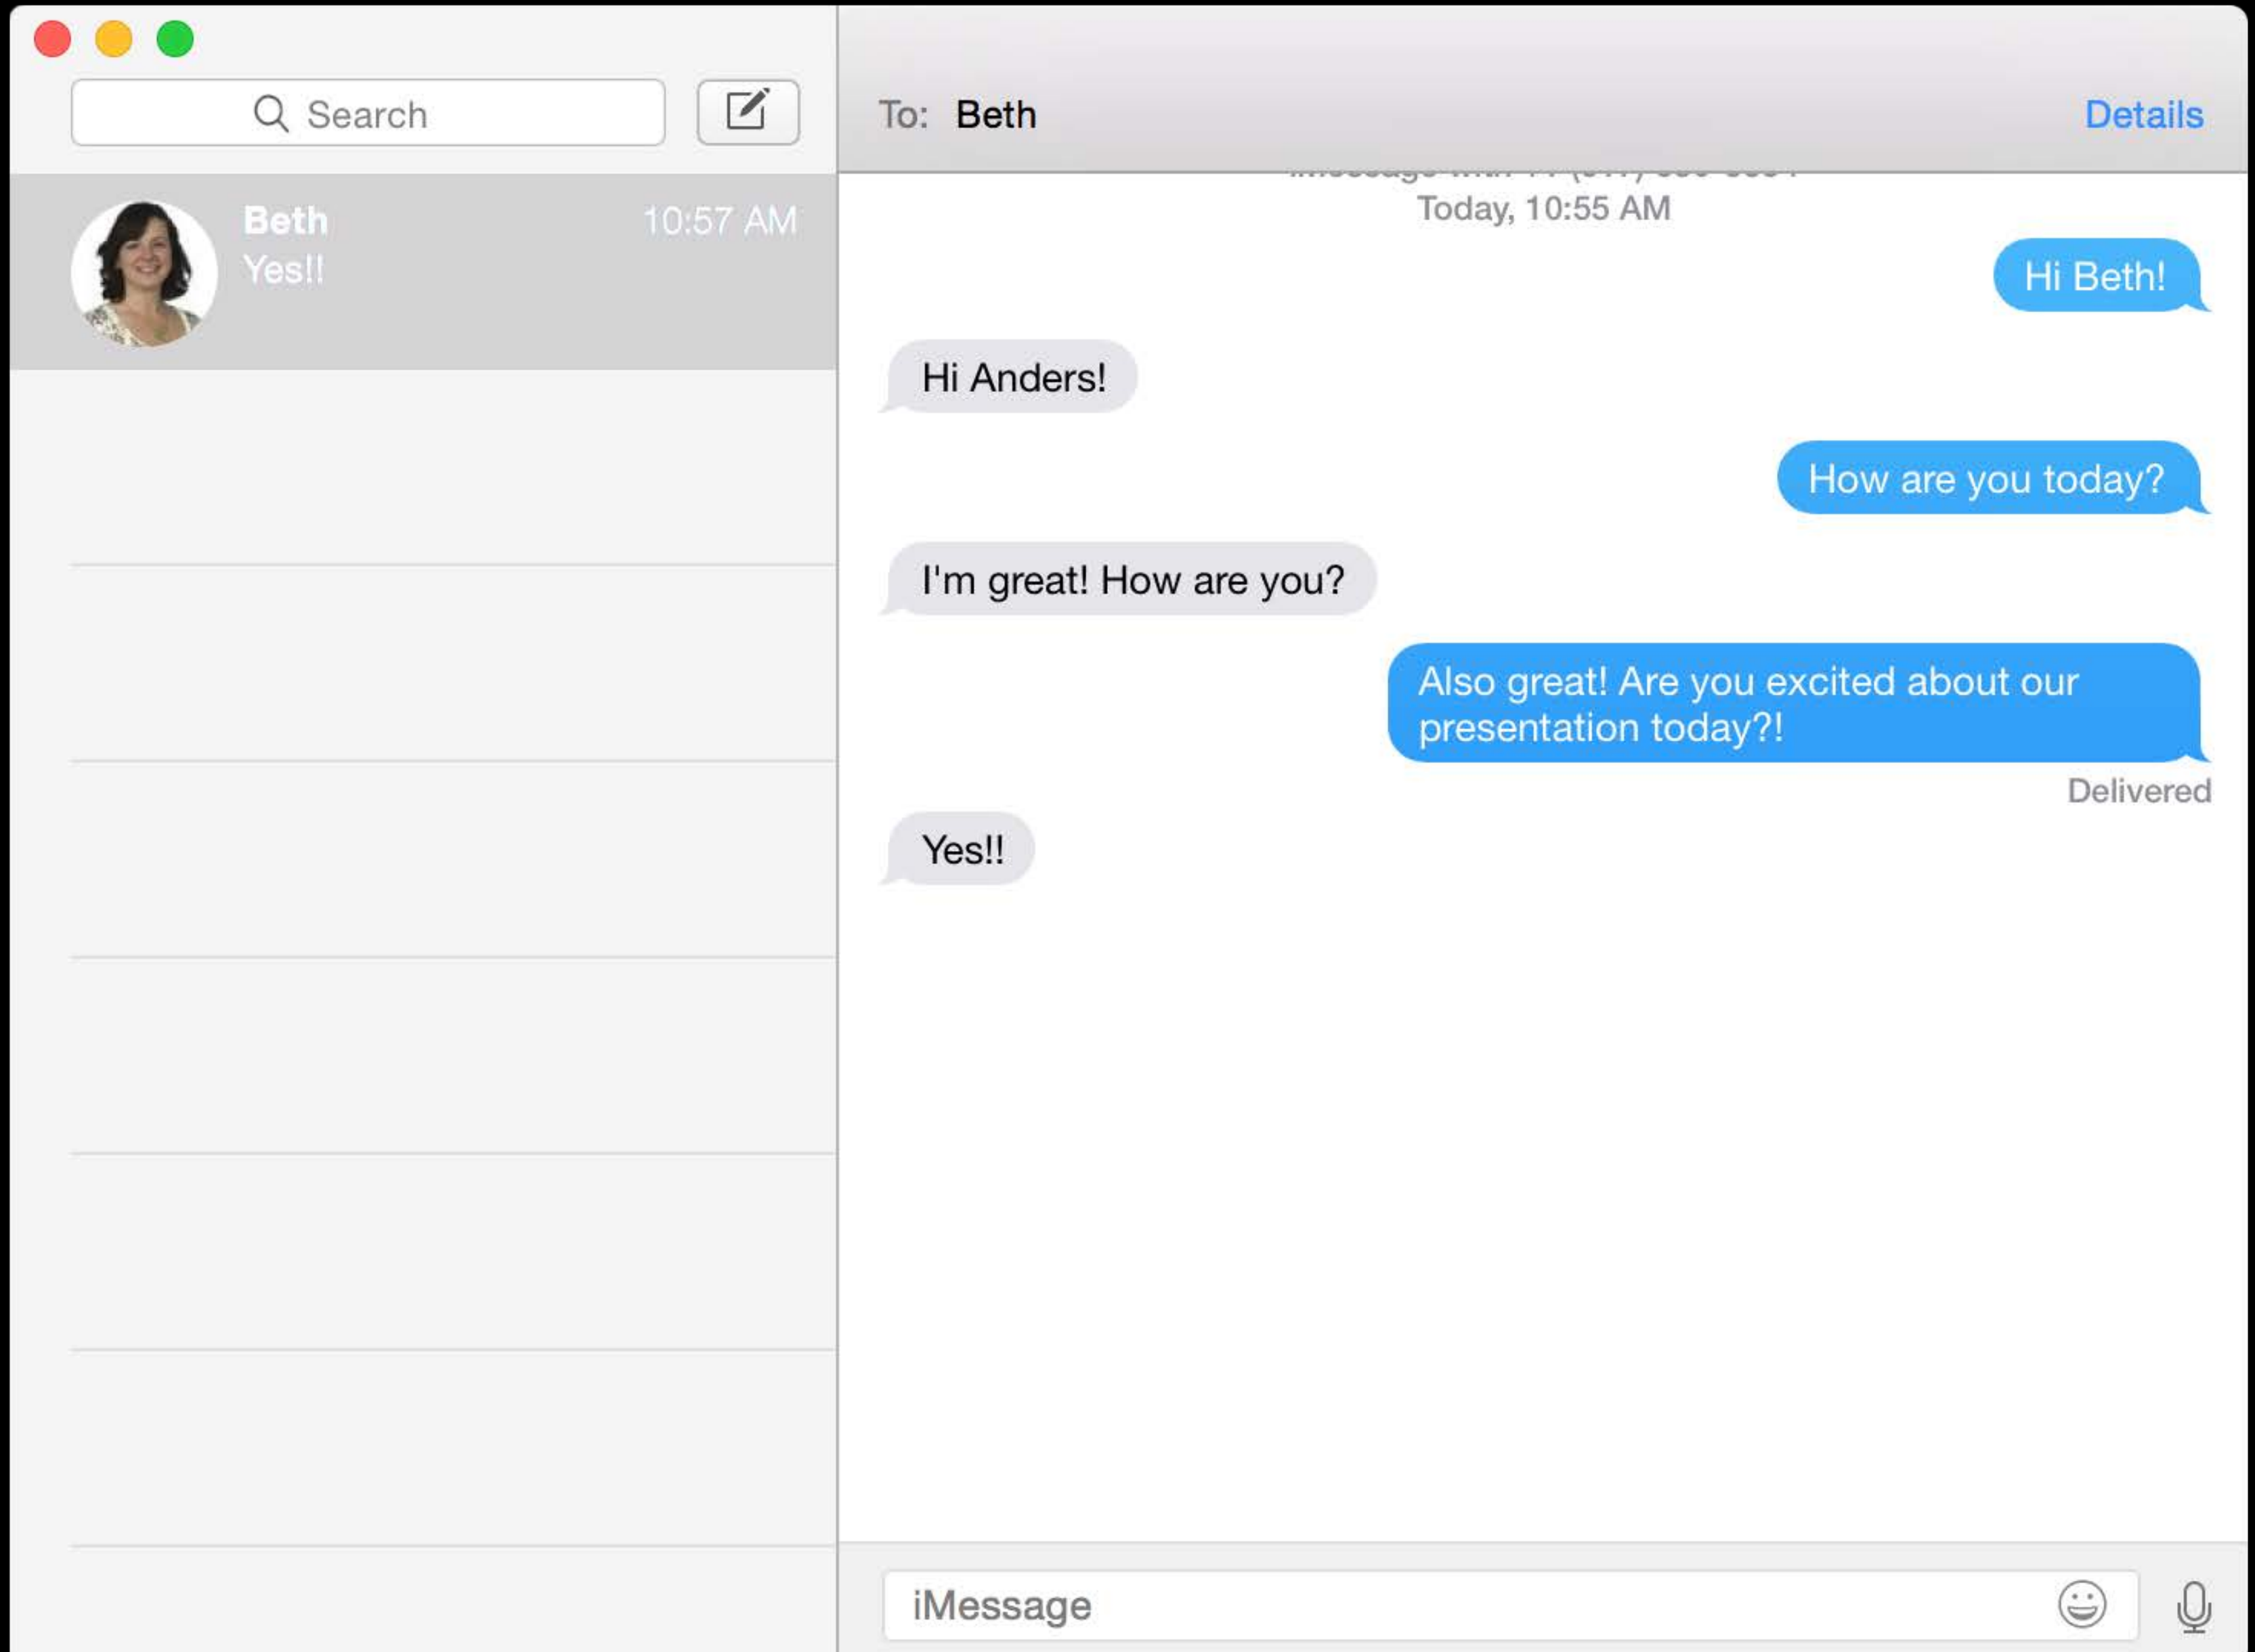 Search
Beth
10:57 AM
Yes!!
To: Beth
Details
Today, 10:55 AM
Hi Beth!
Hi Anders!
How are you today?
I'm great! How are you?
Also great! Are you excited about our
presentation today?!
Delivered
Yes!!
iMessage